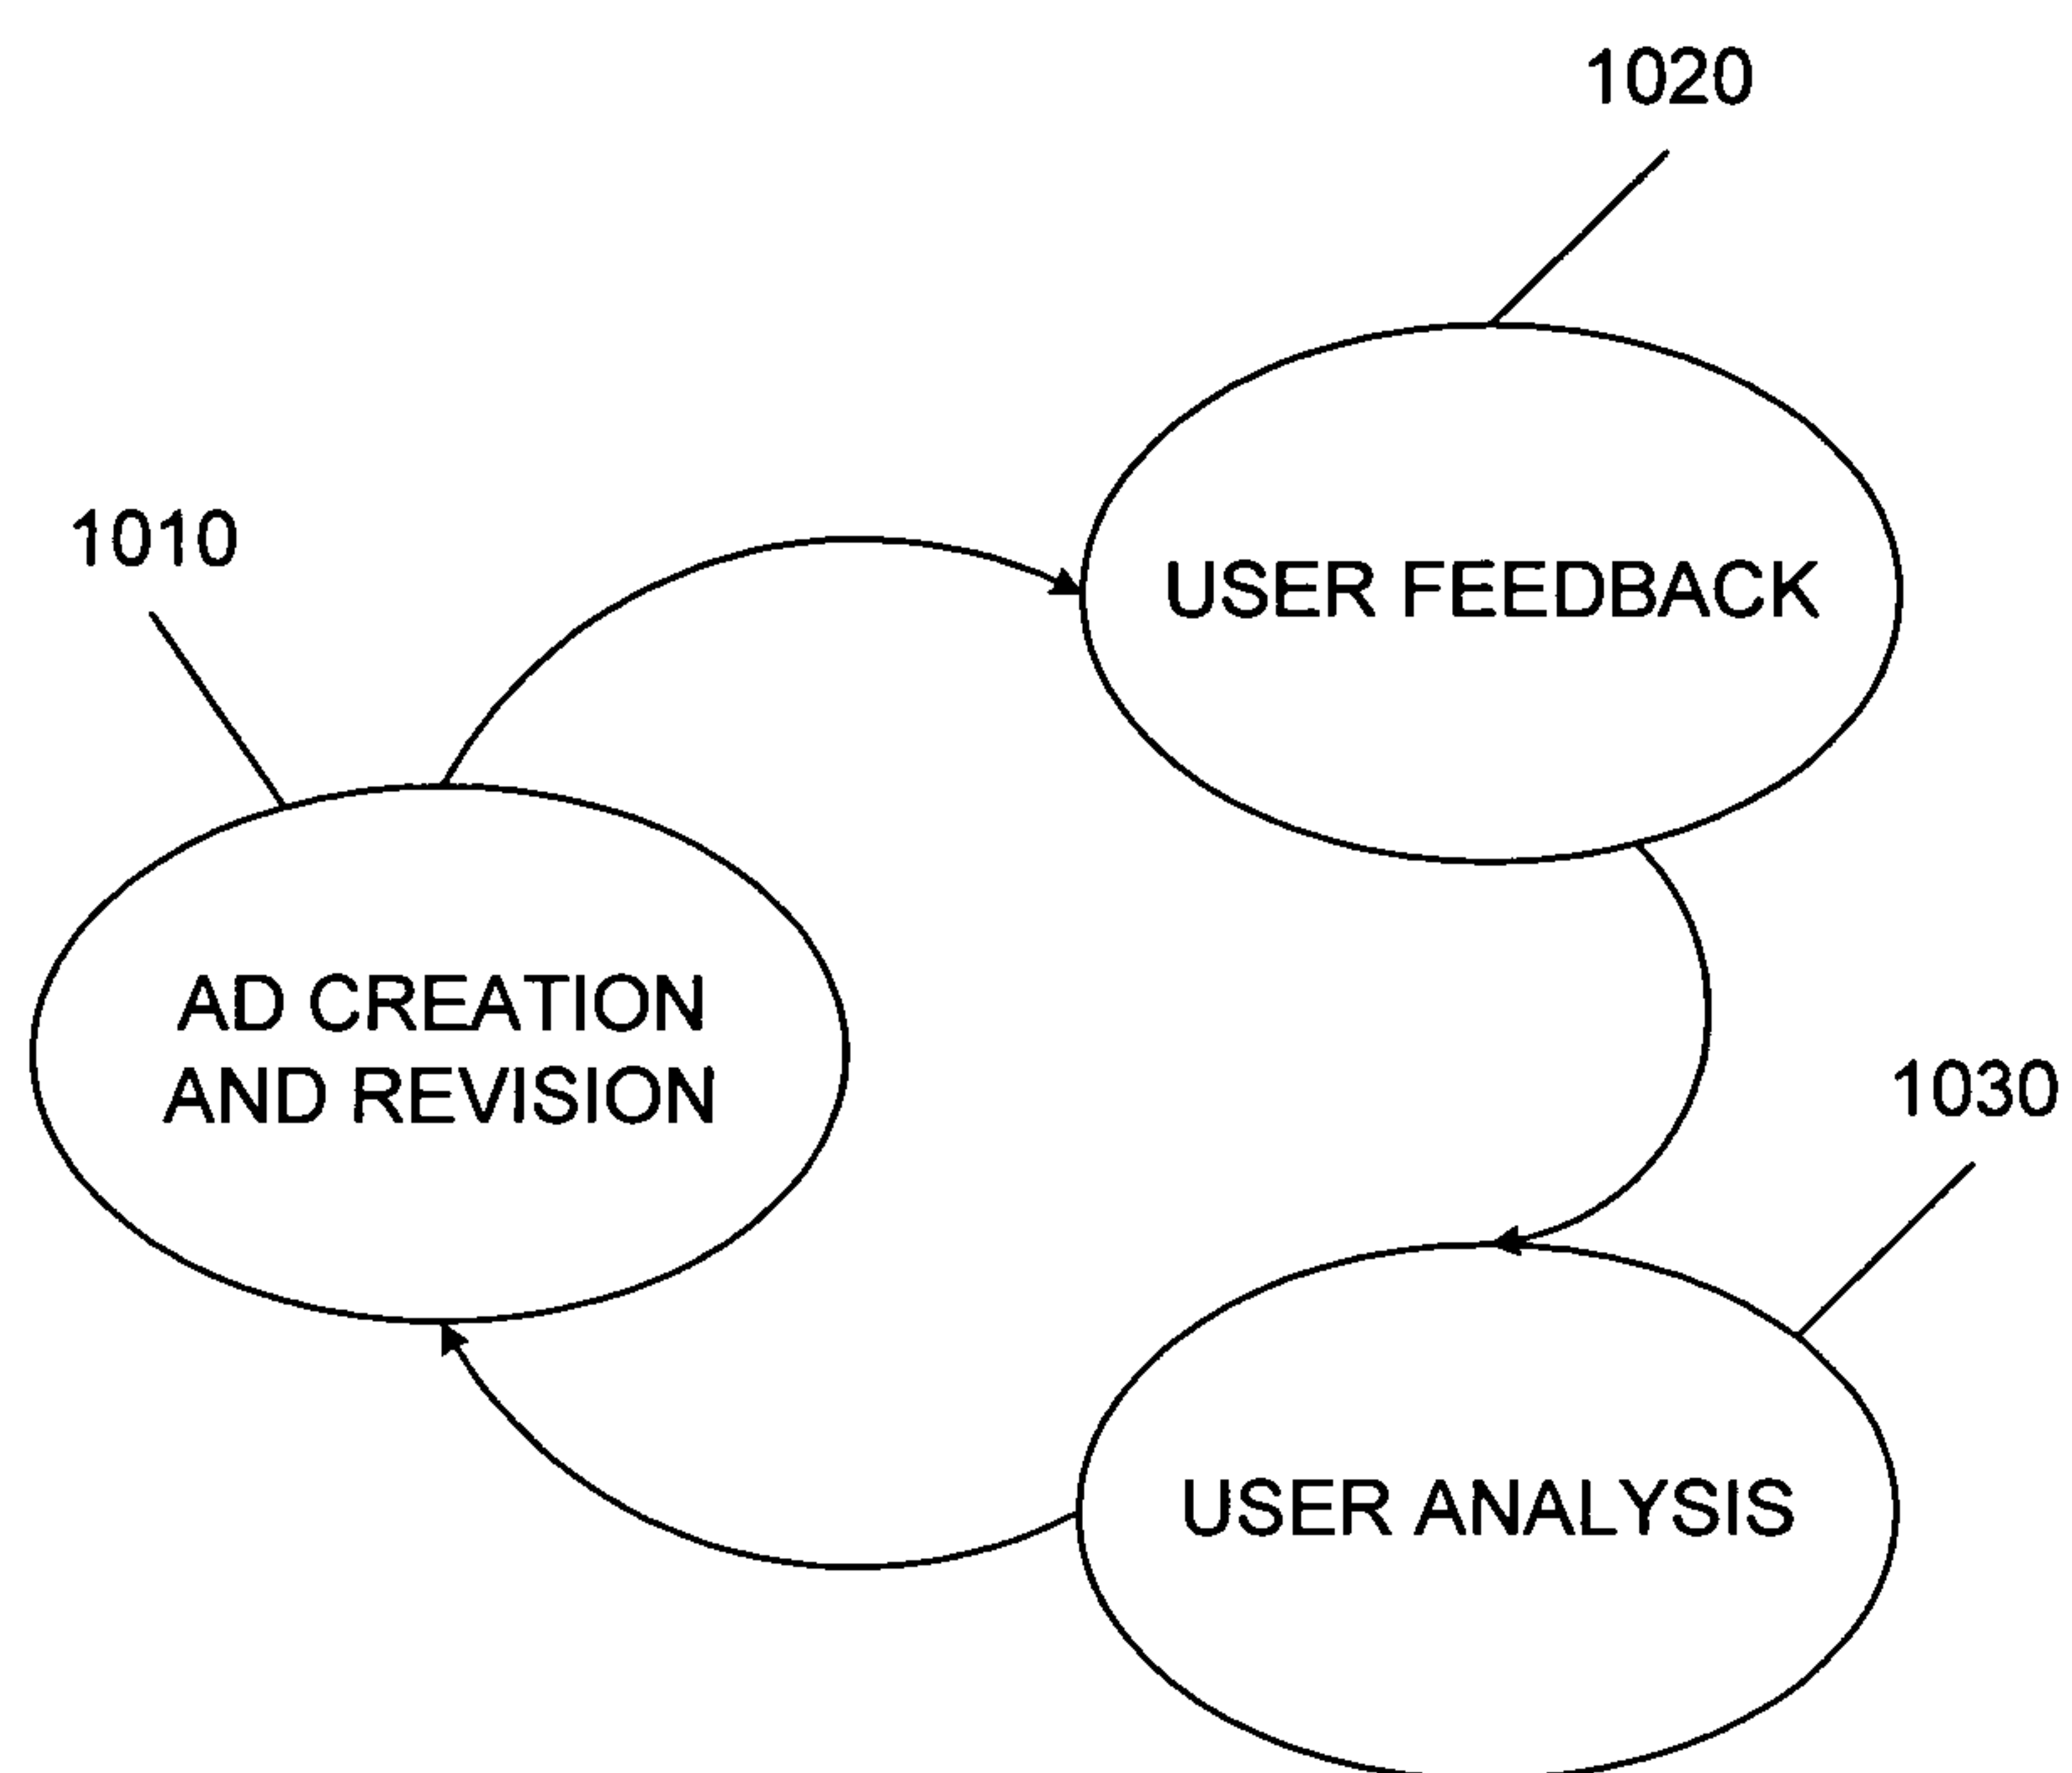 1020
1010
USER FEEDBACK
AD CREATION
AND REVISION
1030
USER ANALYSIS